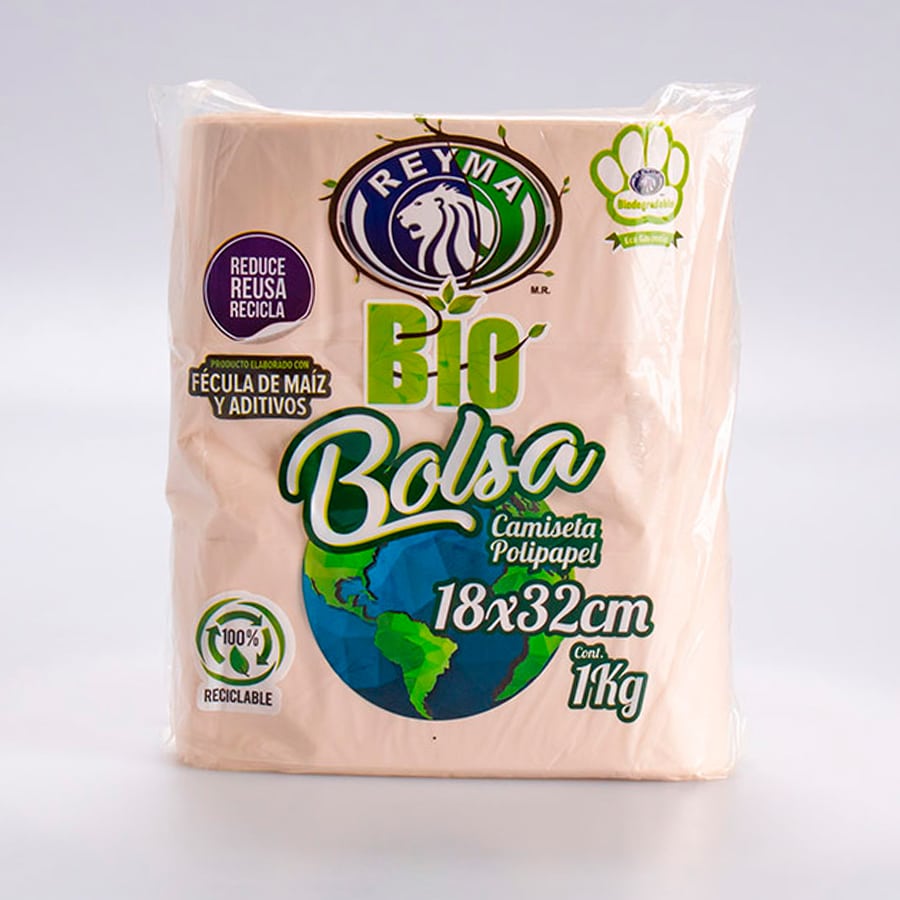 REYMA
M.R.
Biodegradable
REDUCE
REUSA
RECICLA
Bio
PRODUCTO ELABORADO CON
FÉCULA DE MAÍZ
Y ADITIVOS
Bolsa
Camiseta
Polipapel
18x32cm
Cont.
1Kg
100%
RECICLABLE